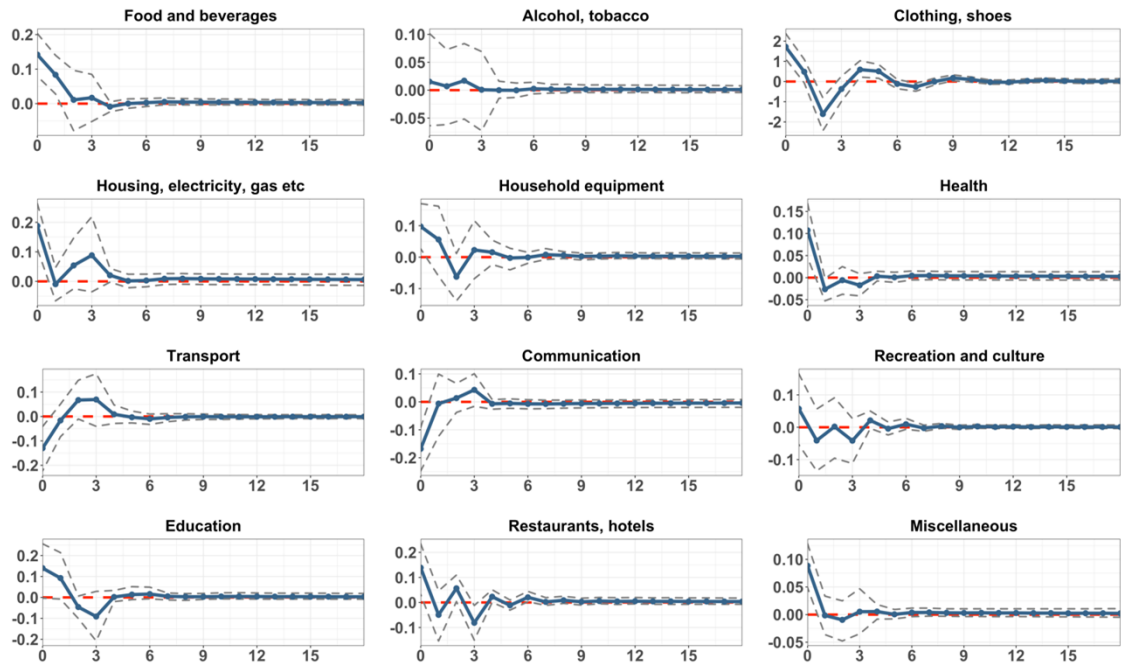 Food and beverages
0.2
0.1
0.0
0 3 6 9 12 15
Alcohol, tobacco
0.10
0.05
0.00
-0.05
0 3 6 9 12 15
Clothing, shoes
2
1
0
-1
-2
0 3 6 9 12 15
Housing, electricity, gas etc
0.2
0.1
0.0
0 3 6 9 12 15
Household equipment
0.1
0.0
-0.1
0 3 6 9 12 15
Health
0.15
0.10
0.05
0.00
-0.05
0 3 6 9 12 15
Transport
0.1
0.0
-0.1
-0.2
0 3 6 9 12 15
Communication
0.1
0.0
-0.1
-0.2
0 3 6 9 12 15
Recreation and culture
0.1
0.0
-0.1
0 3 6 9 12 15
Education
0.2
0.1
0.0
-0.1
-0.2
0 3 6 9 12 15
Restaurants, hotels
0.2
0.1
0.0
-0.1
0 3 6 9 12 15
Miscellaneous
0.10
0.05
0.00
-0.05
0 3 6 9 12 15